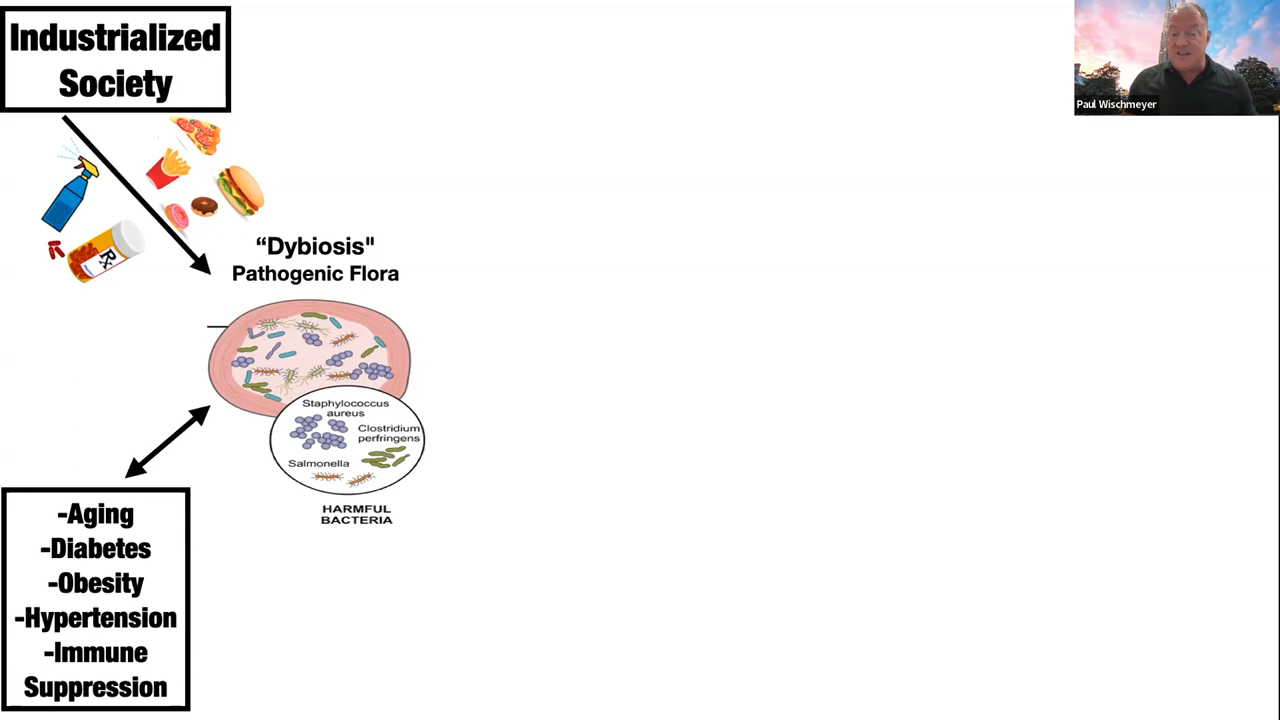 Industrialized
Society
Paul Wischmeyer
Rx
“Dybiosis"
Pathogenic Flora
Staphylococcus
aureus
Clostridium
perfringens
Salmonella
HARMFUL
BACTERIA
-Aging
-Diabetes
-Obesity
-Hypertension
-Immune
Suppression